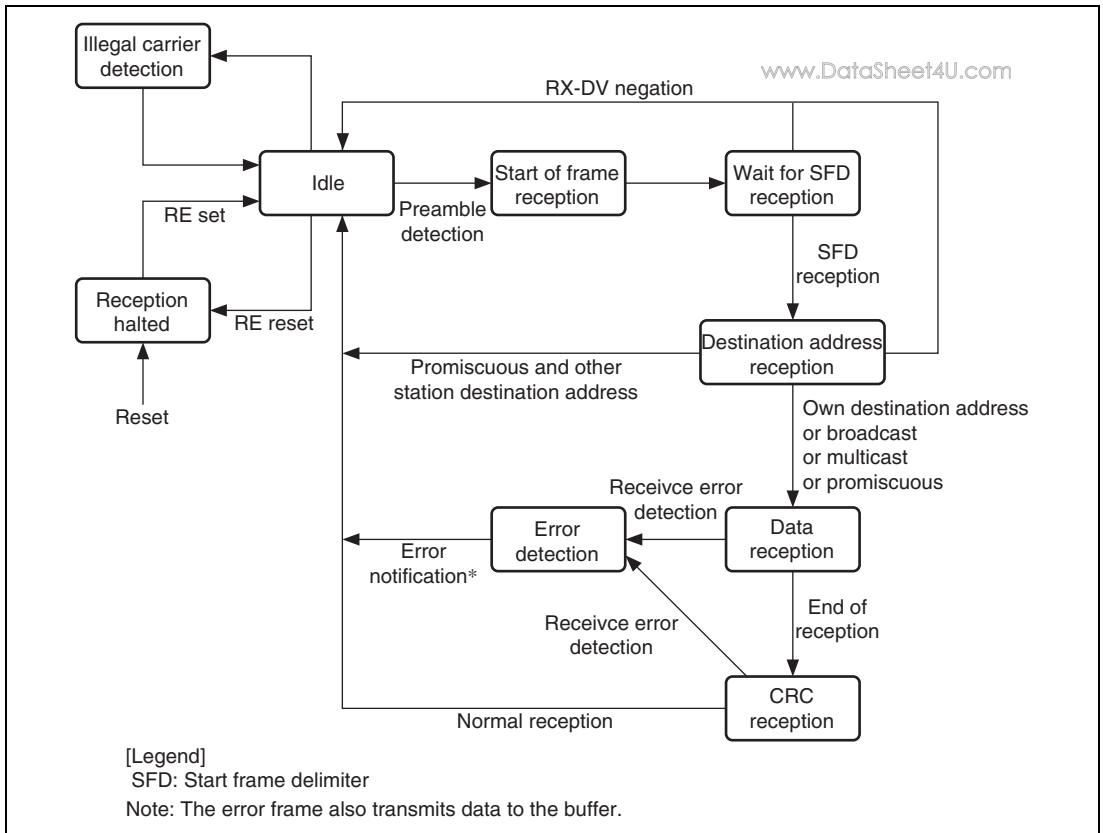 Illegal carrier
detection
www.DataSheet4U.com
RX-DV negation
Idle
Start of frame
reception
Wait for SFD
reception
Preamble
detection
RE set
SFD
reception
Reception
halted
RE reset
Destination address
reception
Promiscuous and other
station destination address
Reset
Own destination address
or broadcast
or multicast
or promiscuous
Receivce error
detection
Error
detection
Data
reception
Error
notification*
End of
reception
Receivce error
detection
CRC
reception
Normal reception
[Legend]
SFD: Start frame delimiter
Note: The error frame also transmits data to the buffer.